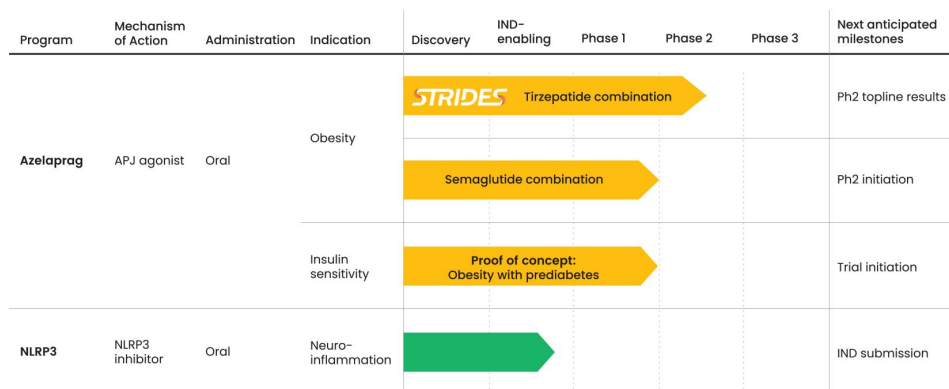 Program
Mechanism
of Action
Administration
Indication
Discovery
IND-
enabling
Phase 1
Phase 2
Phase 3
Next anticipated
milestones
Azelaprag
APJ agonist
Oral
Obesity
STRIDES Tirzepatide combination
Ph2 topline results
Semaglutide combination
Ph2 initiation
Insulin
sensitivity
Proof of concept:
Obesity with prediabetes
Trial initiation
NLRP3
NLRP3
inhibitor
Oral
Neuro-
inflammation
IND submission